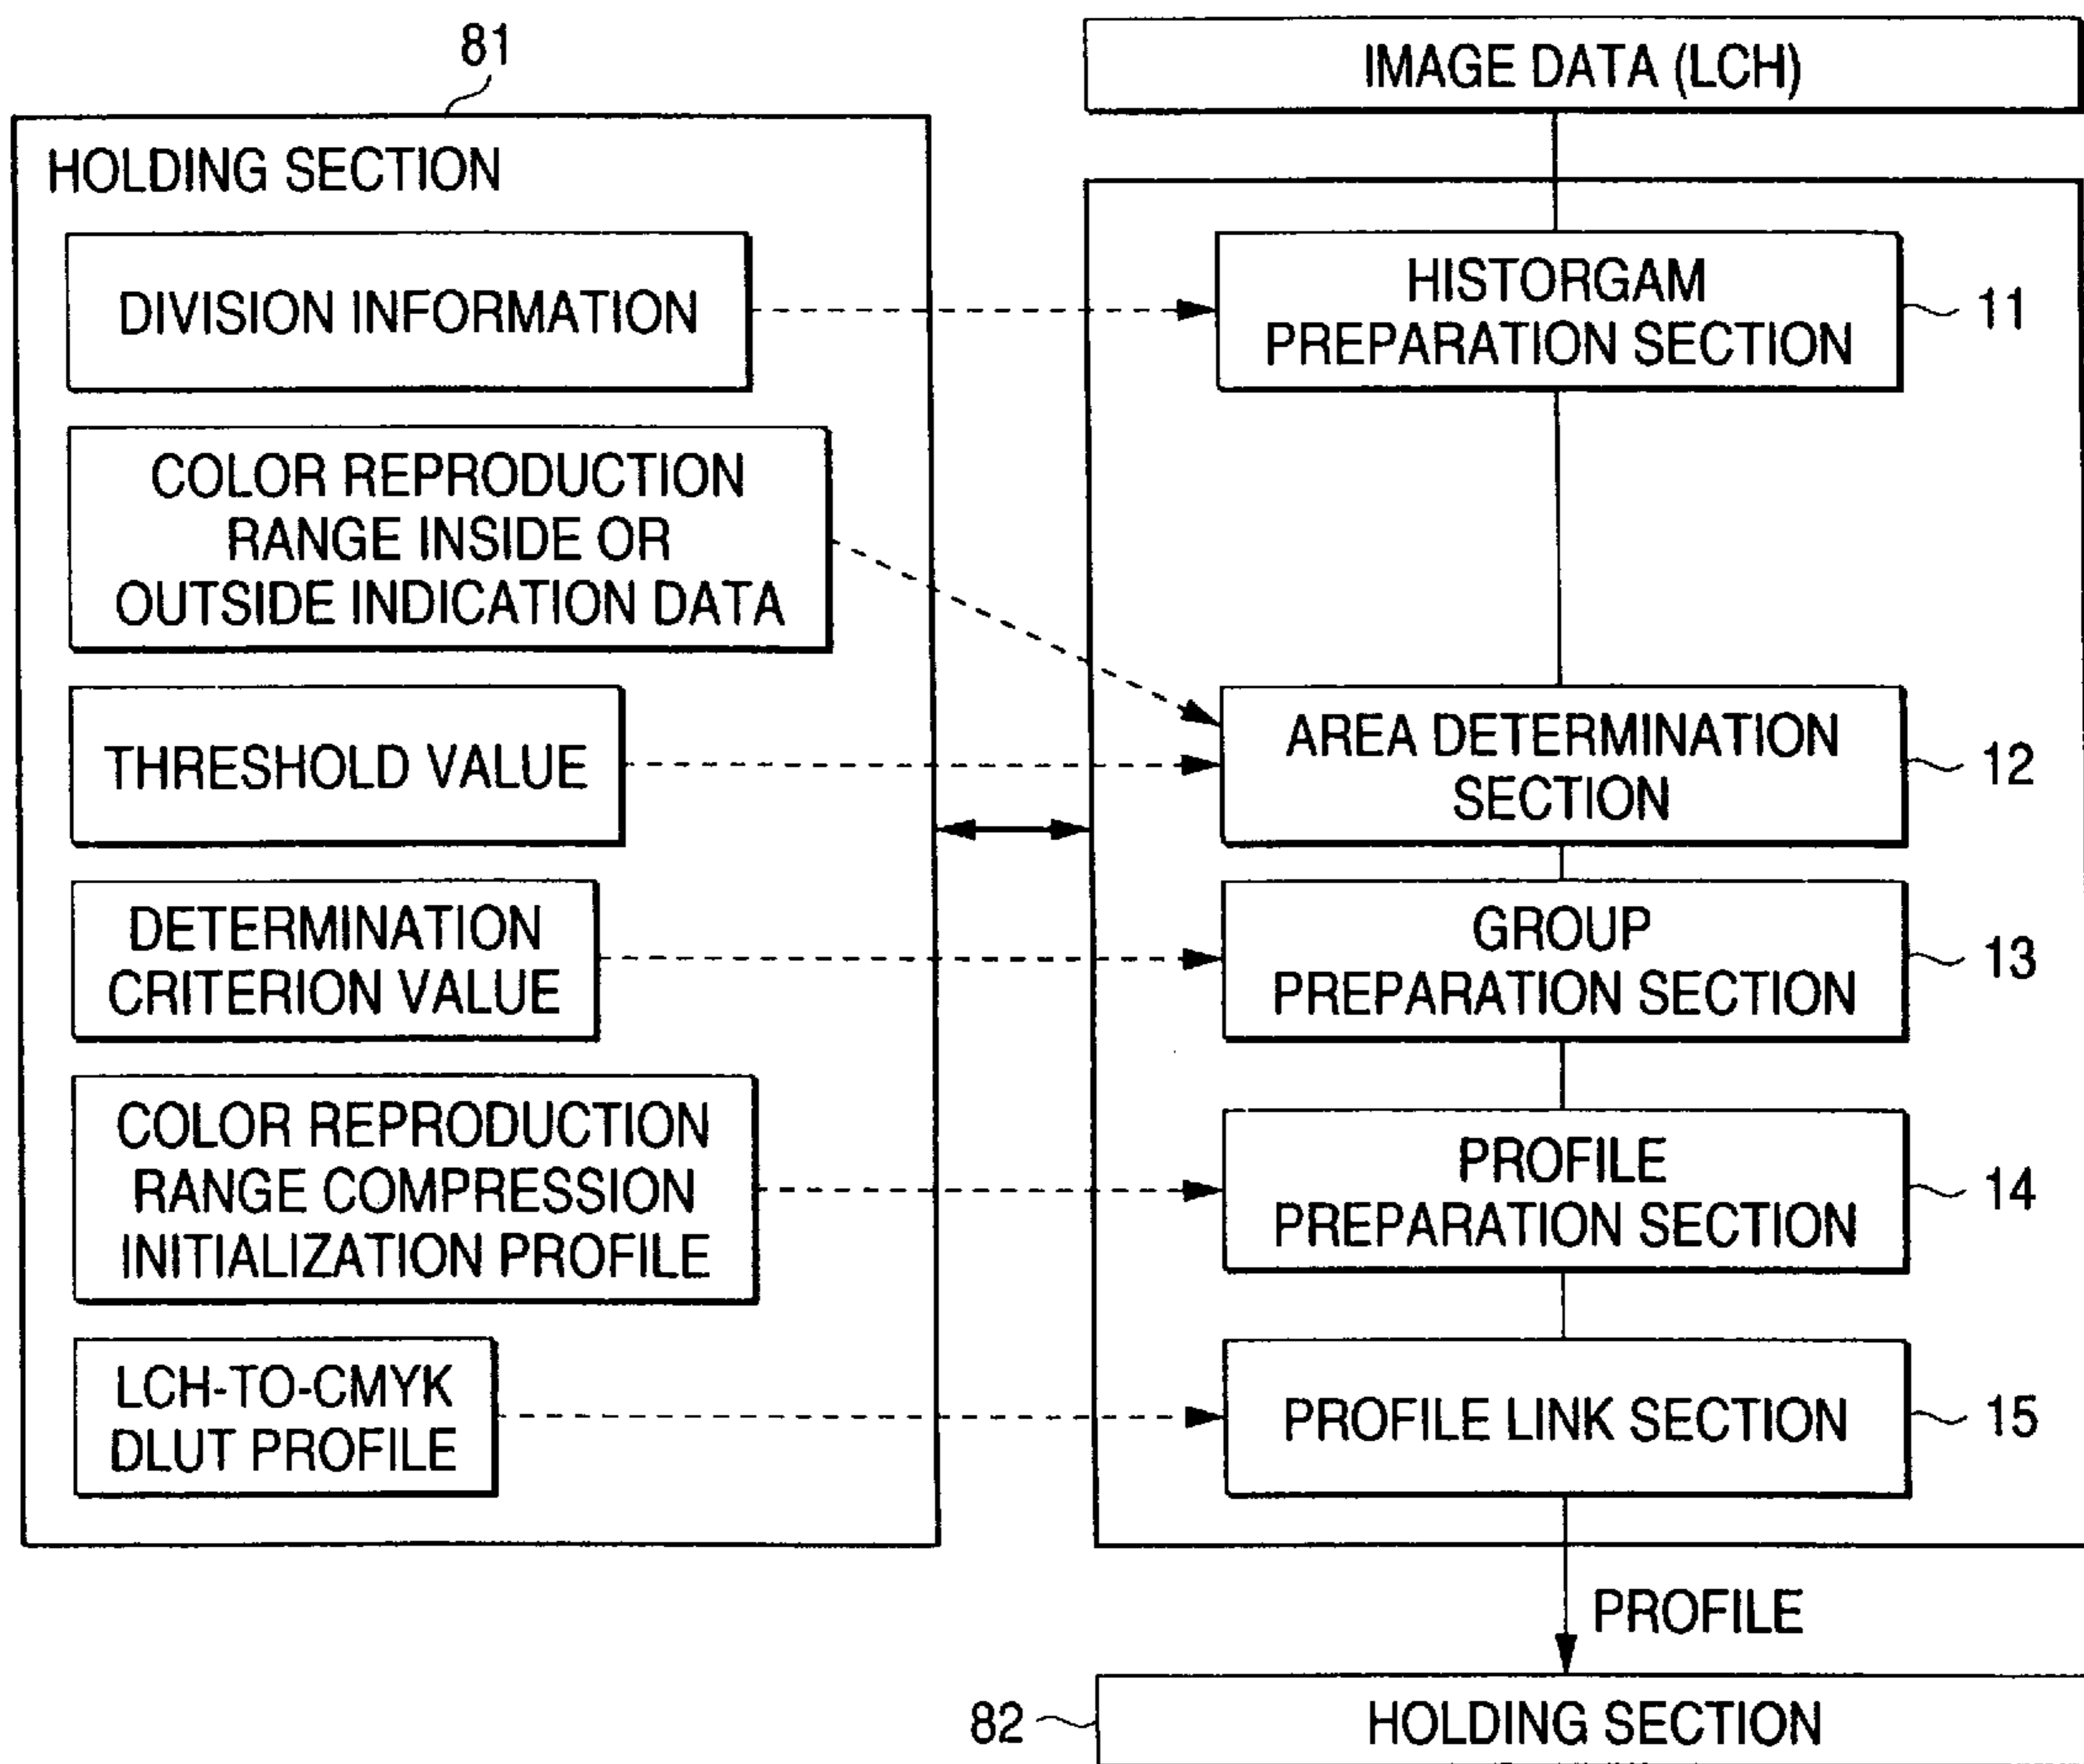 81
HOLDING SECTION
DIVISION INFORMATION
COLOR REPRODUCTION
RANGE INSIDE OR
OUTSIDE INDICATION DATA
THRESHOLD VALUE
DETERMINATION
CRITERION VALUE
COLOR REPRODUCTION
RANGE COMPRESSION
INITIALIZATION PROFILE
LCH-TO-CMYK
DLUT PROFILE
IMAGE DATA (LCH)
HISTORGAM
PREPARATION SECTION
11
AREA DETERMINATION
SECTION
12
GROUP
PREPARATION SECTION
13
PROFILE
PREPARATION SECTION
14
PROFILE LINK SECTION
15
PROFILE
82
HOLDING SECTION